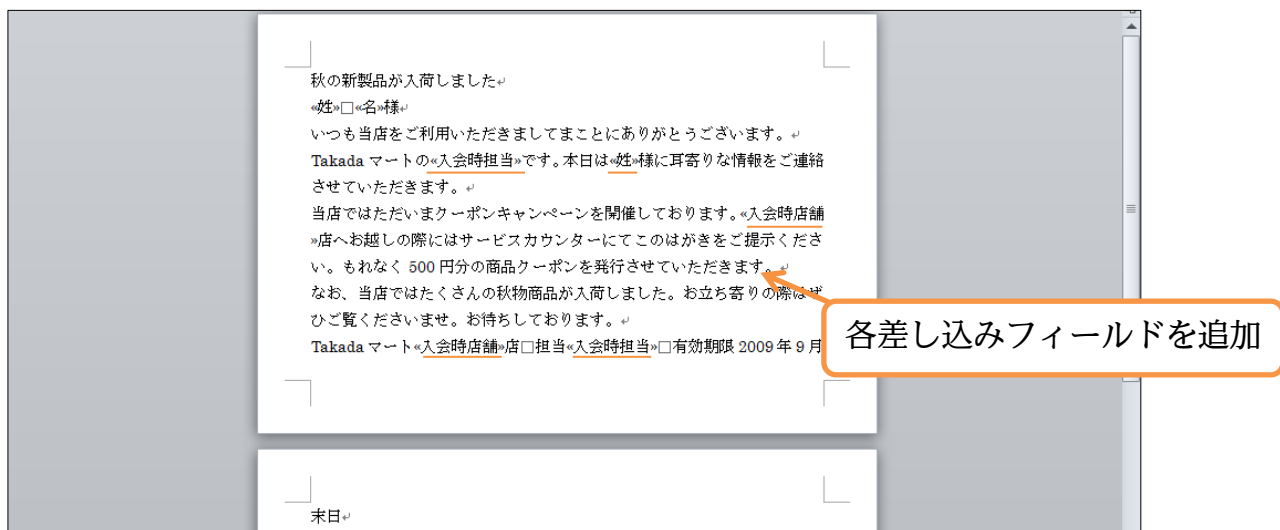 秋の新製品が入荷しました↵
«姓»□«名»様↵
いつも当店をご利用いただきましてまことにありがとうございます。↵
Takada マートの«入会時担当»です。本日は«姓»様に耳寄りな情報をご連絡
させていただきます。↵
当店ではただいまクーポンキャンペーンを開催しております。«入会時店舗
»店へお越しの際にはサービスカウンターにてこのはがきをご提示くださ
い。もれなく 500 円分の商品クーポンを発行させていただきます。↵
なお、当店ではたくさんの秋物商品が入荷しました。お立ち寄りの際はぜ
ひご覧くださいませ。お待ちしております。↵
Takada マート«入会時店舗»店□担当«入会時担当»□有効期限 2009 年 9 月
各差し込みフィールドを追加
末日↵